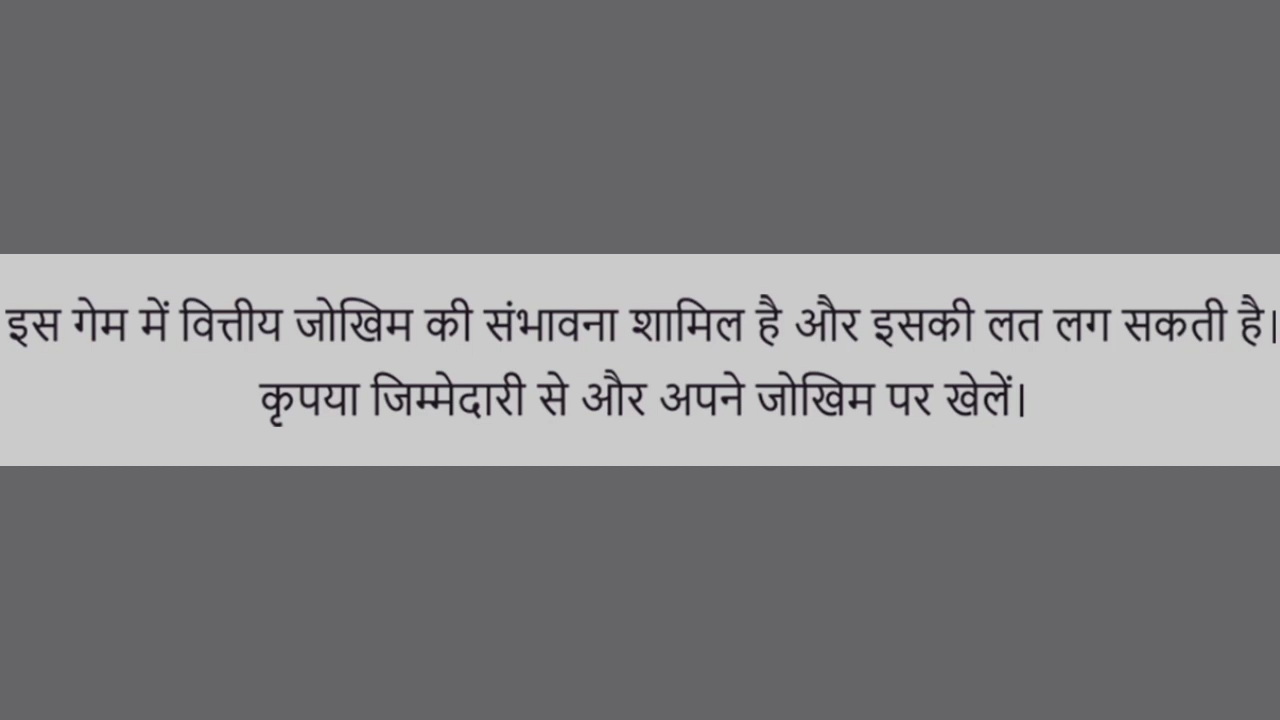 इस गेम में वित्तीय जोखिम की संभावना शामिल है और इसकी लत लग सकती है।
कृपया जिम्मेदारी से और अपने जोखिम पर खेलें।